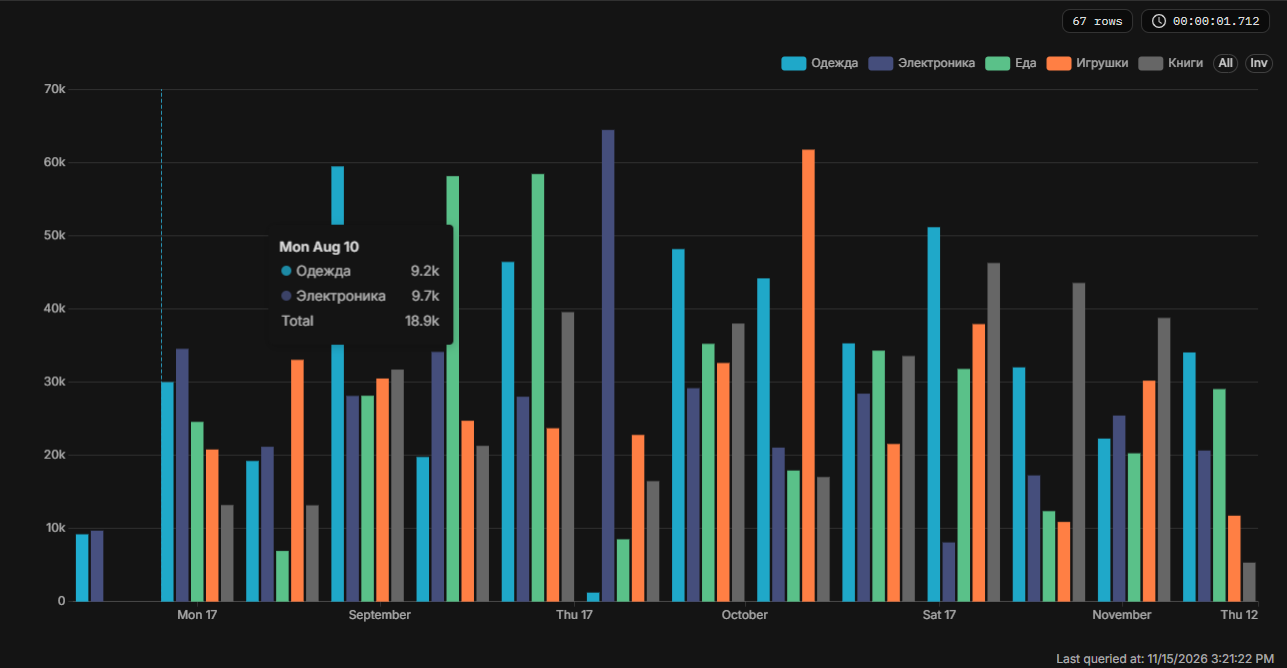 67 rows 00:00:01.712
Одежда Электроника Еда Игрушки Книги All Inv
70k
60k
50k
40k
30k
20k
10k
0
Mon Aug 10
Одежда 9.2k
Электроника 9.7k
Total 18.9k
Mon 17 September Thu 17 October Sat 17 November Thu 12
Last queried at: 11/15/2026 3:21:22 PM